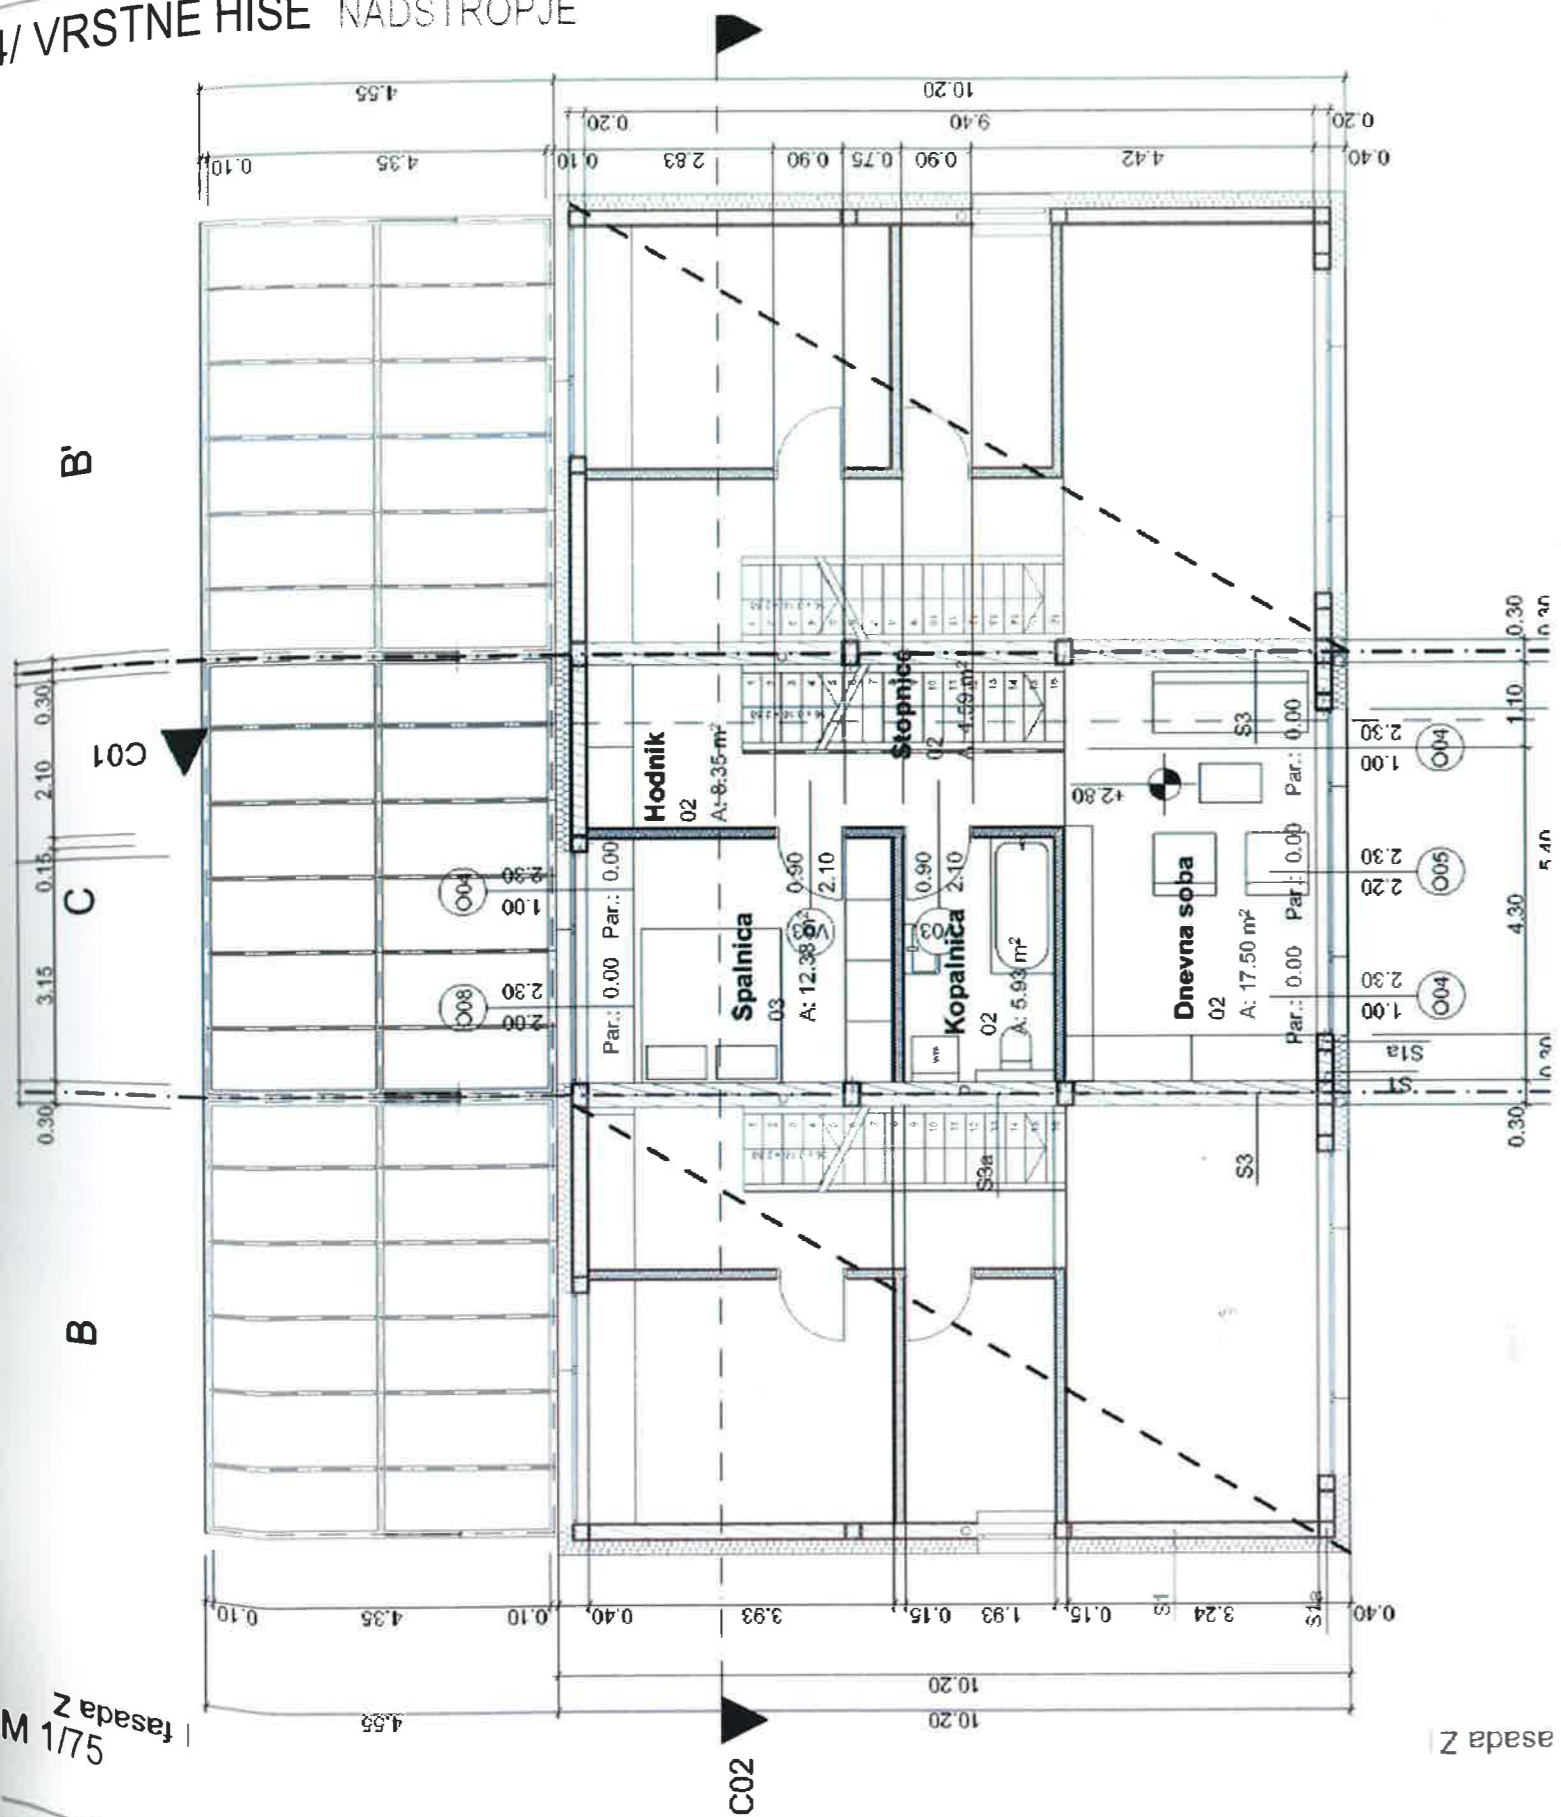 4/ VRSTNE HIŠE NADSTROPJE
4.55
10.20
0.20
9.40
0.20
0.10
4.35
0.10
2.83
0.90
0.75
0.90
4.42
0.40
B'
C
B
0.30
2.10
0.15
3.15
0.30
C01
O04
2.30
1.00
O08
2.30
2.00
Par.: 0.00
Par.: 0.00
Hodnik
02
A: 8.35 m²
Stopnice
02
A: 4.59 m²
Spalnica
03
A: 12.38 m²
V03
0.90
2.10
Kopalnica
02
A: 5.93 m²
V03
0.90
2.10
Dnevna soba
02
A: 17.50 m²
+2.80
Par.: 0.00
Par.: 0.00
Par.: 0.00
S3
S3
S3a
S1a
S1
O04
2.30
1.00
O05
2.30
2.20
O04
2.30
1.00
0.30
1.10
4.30
0.30
0.30
5.40
0.30
0.10
4.35
0.10
0.40
3.93
0.15
1.93
0.15
3.24
0.40
S1
S1a
10.20
4.55
10.20
C02
fasada Z
M 1/75
asada Z